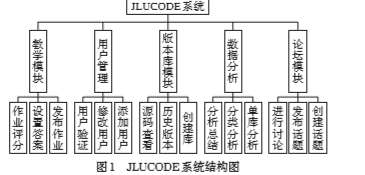 JLUCODE系统
教学模块
用户管理
版本库模块
数据分析
论坛模块
作业评分
设置答案
发布作业
用户验证
修改用户
添加用户
源码查看
历史版本
创建库
分析总结
分类分析
单库分析
进行讨论
发布话题
创建话题
图1 JLUCODE系统结构图